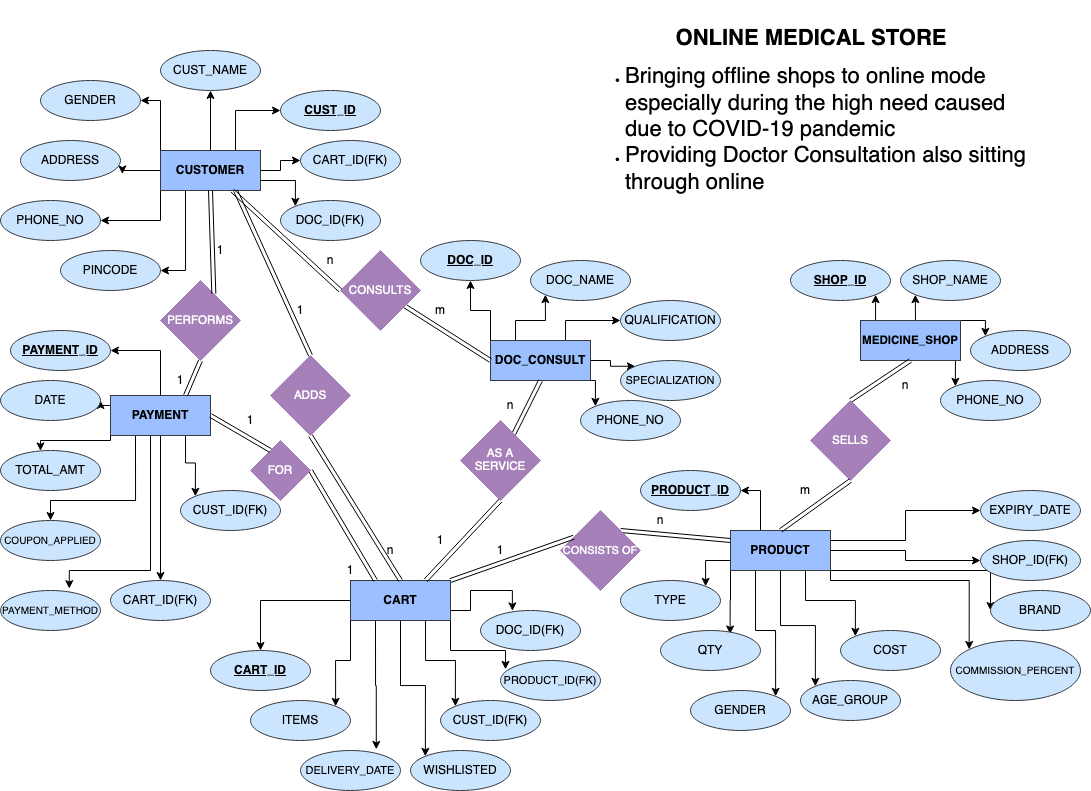 ONLINE MEDICAL STORE
• Bringing offline shops to online mode
especially during the high need caused
due to COVID-19 pandemic
• Providing Doctor Consultation also sitting
through online
CUST_NAME
GENDER
CUST_ID
ADDRESS
CART_ID(FK)
CUSTOMER
PHONE_NO
DOC_ID(FK)
PINCODE
1
n
CONSULTS
m
1
PERFORMS
1
DOC_ID
DOC_NAME
QUALIFICATION
DOC_CONSULT
SPECIALIZATION
PHONE_NO
n
SHOP_ID
SHOP_NAME
MEDICINE_SHOP
ADDRESS
PHONE_NO
n
SELLS
m
PAYMENT_ID
DATE
PAYMENT
TOTAL_AMT
CUST_ID(FK)
COUPON_APPLIED
PAYMENT_METHOD
CART_ID(FK)
1
FOR
1
ADDS
n
AS A
SERVICE
1
1
CONSISTS OF
n
PRODUCT_ID
EXPIRY_DATE
PRODUCT
SHOP_ID(FK)
TYPE
BRAND
QTY
COST
COMMISSION_PERCENT
GENDER
AGE_GROUP
CART
DOC_ID(FK)
CART_ID
PRODUCT_ID(FK)
ITEMS
CUST_ID(FK)
DELIVERY_DATE
WISHLISTED